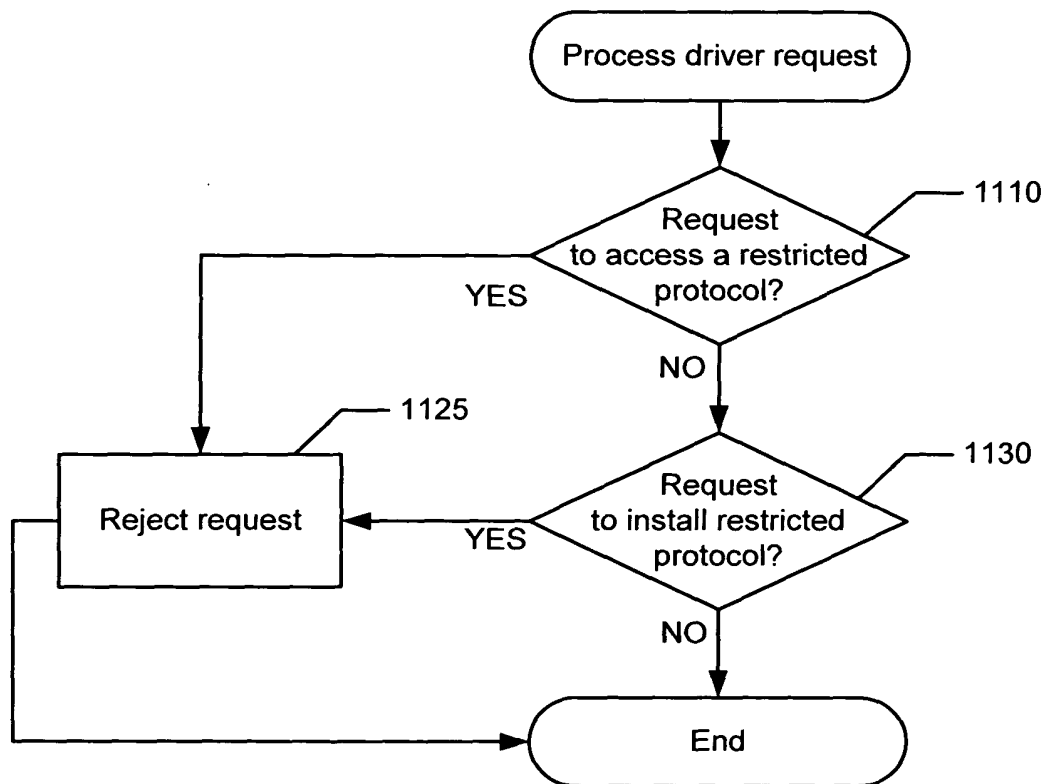 Process driver request
1110
Request
to access a restricted
protocol?
YES
NO
1125
1130
Reject request
Request
to install restricted
protocol?
YES
NO
End